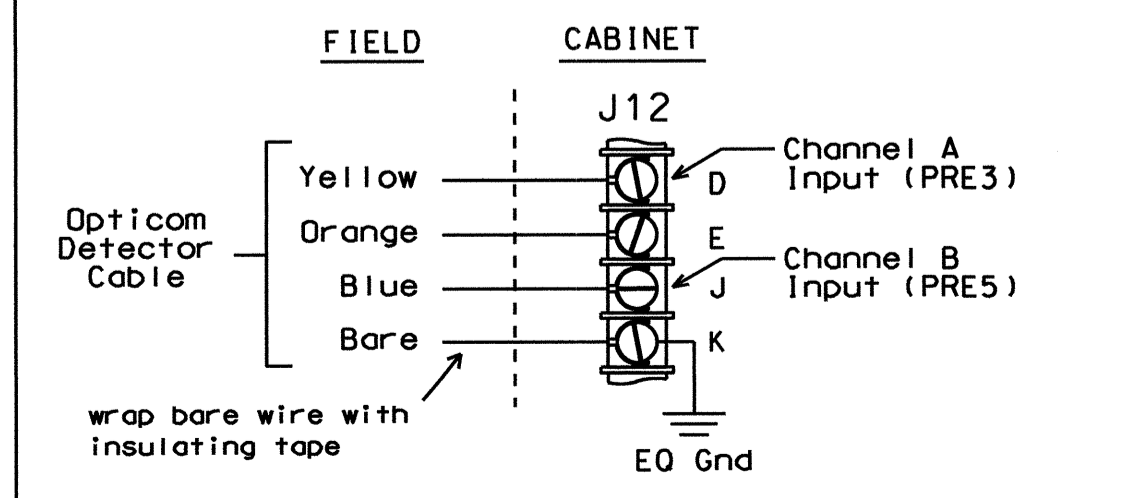 FIELD
CABINET
J12
Opticom
Detector
Cable
Yellow
Orange
Blue
Bare
D
E
J
K
Channel A
Input (PRE3)
Channel B
Input (PRE5)
wrap bare wire with
insulating tape
EQ Gnd